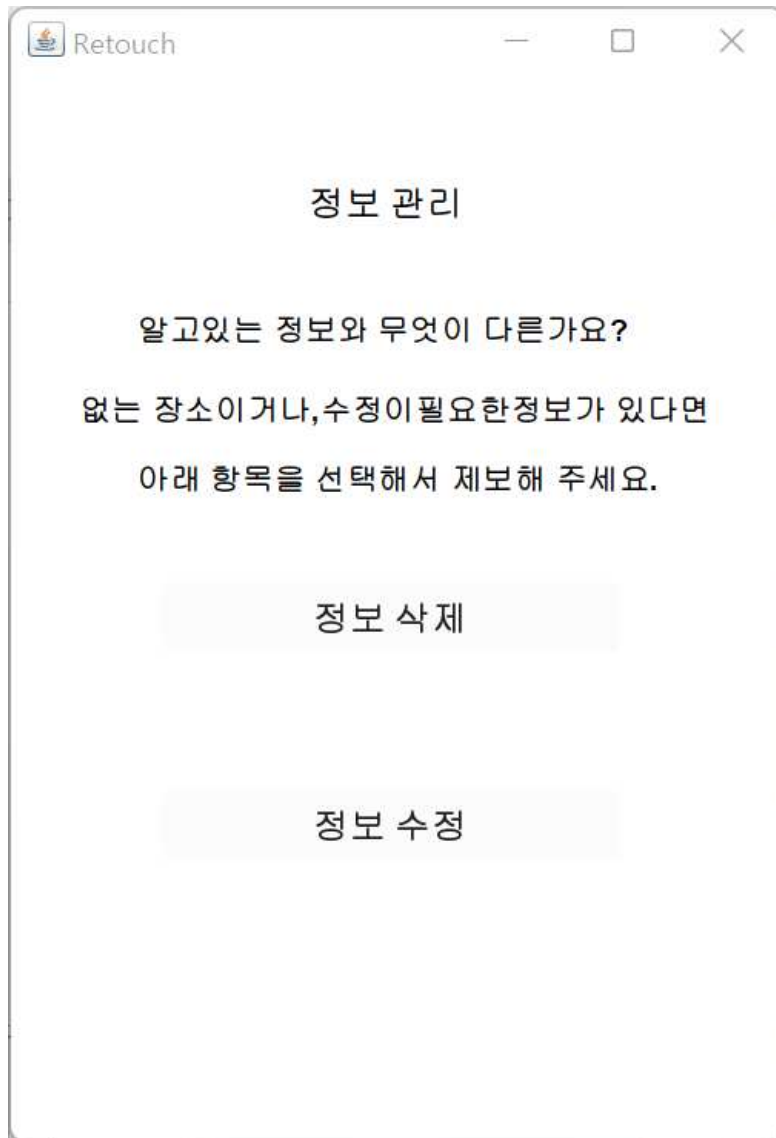 Retouch
정보 관리
알고있는 정보와 무엇이 다른가요?
없는 장소이거나,수정이필요한정보가 있다면
아래 항목을 선택해서 제보해 주세요.
정보 삭제
정보 수정